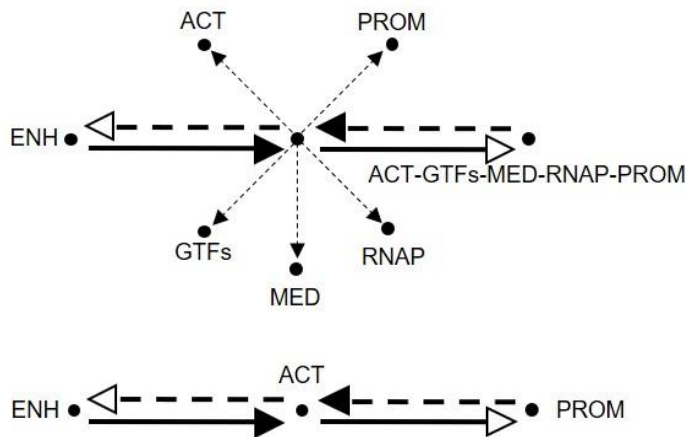 ACT PROM
ENH
ACT-GTFs-MED-RNAP-PROM
GTFs RNAP
MED
ACT
ENH PROM